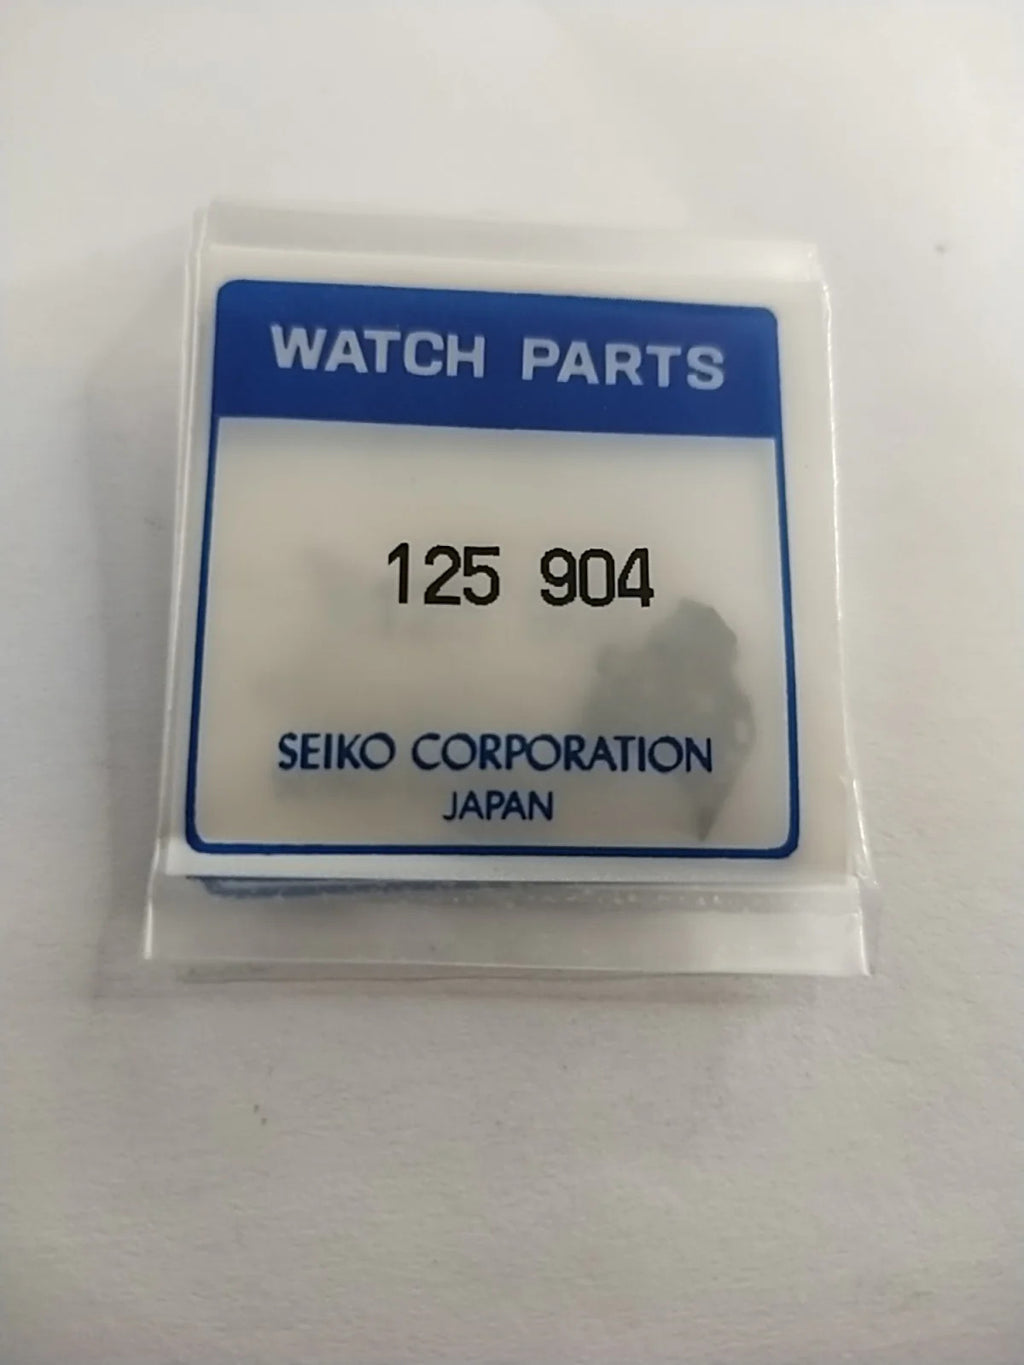 WATCH PARTS
125 904
SEIKO CORPORATION
JAPAN